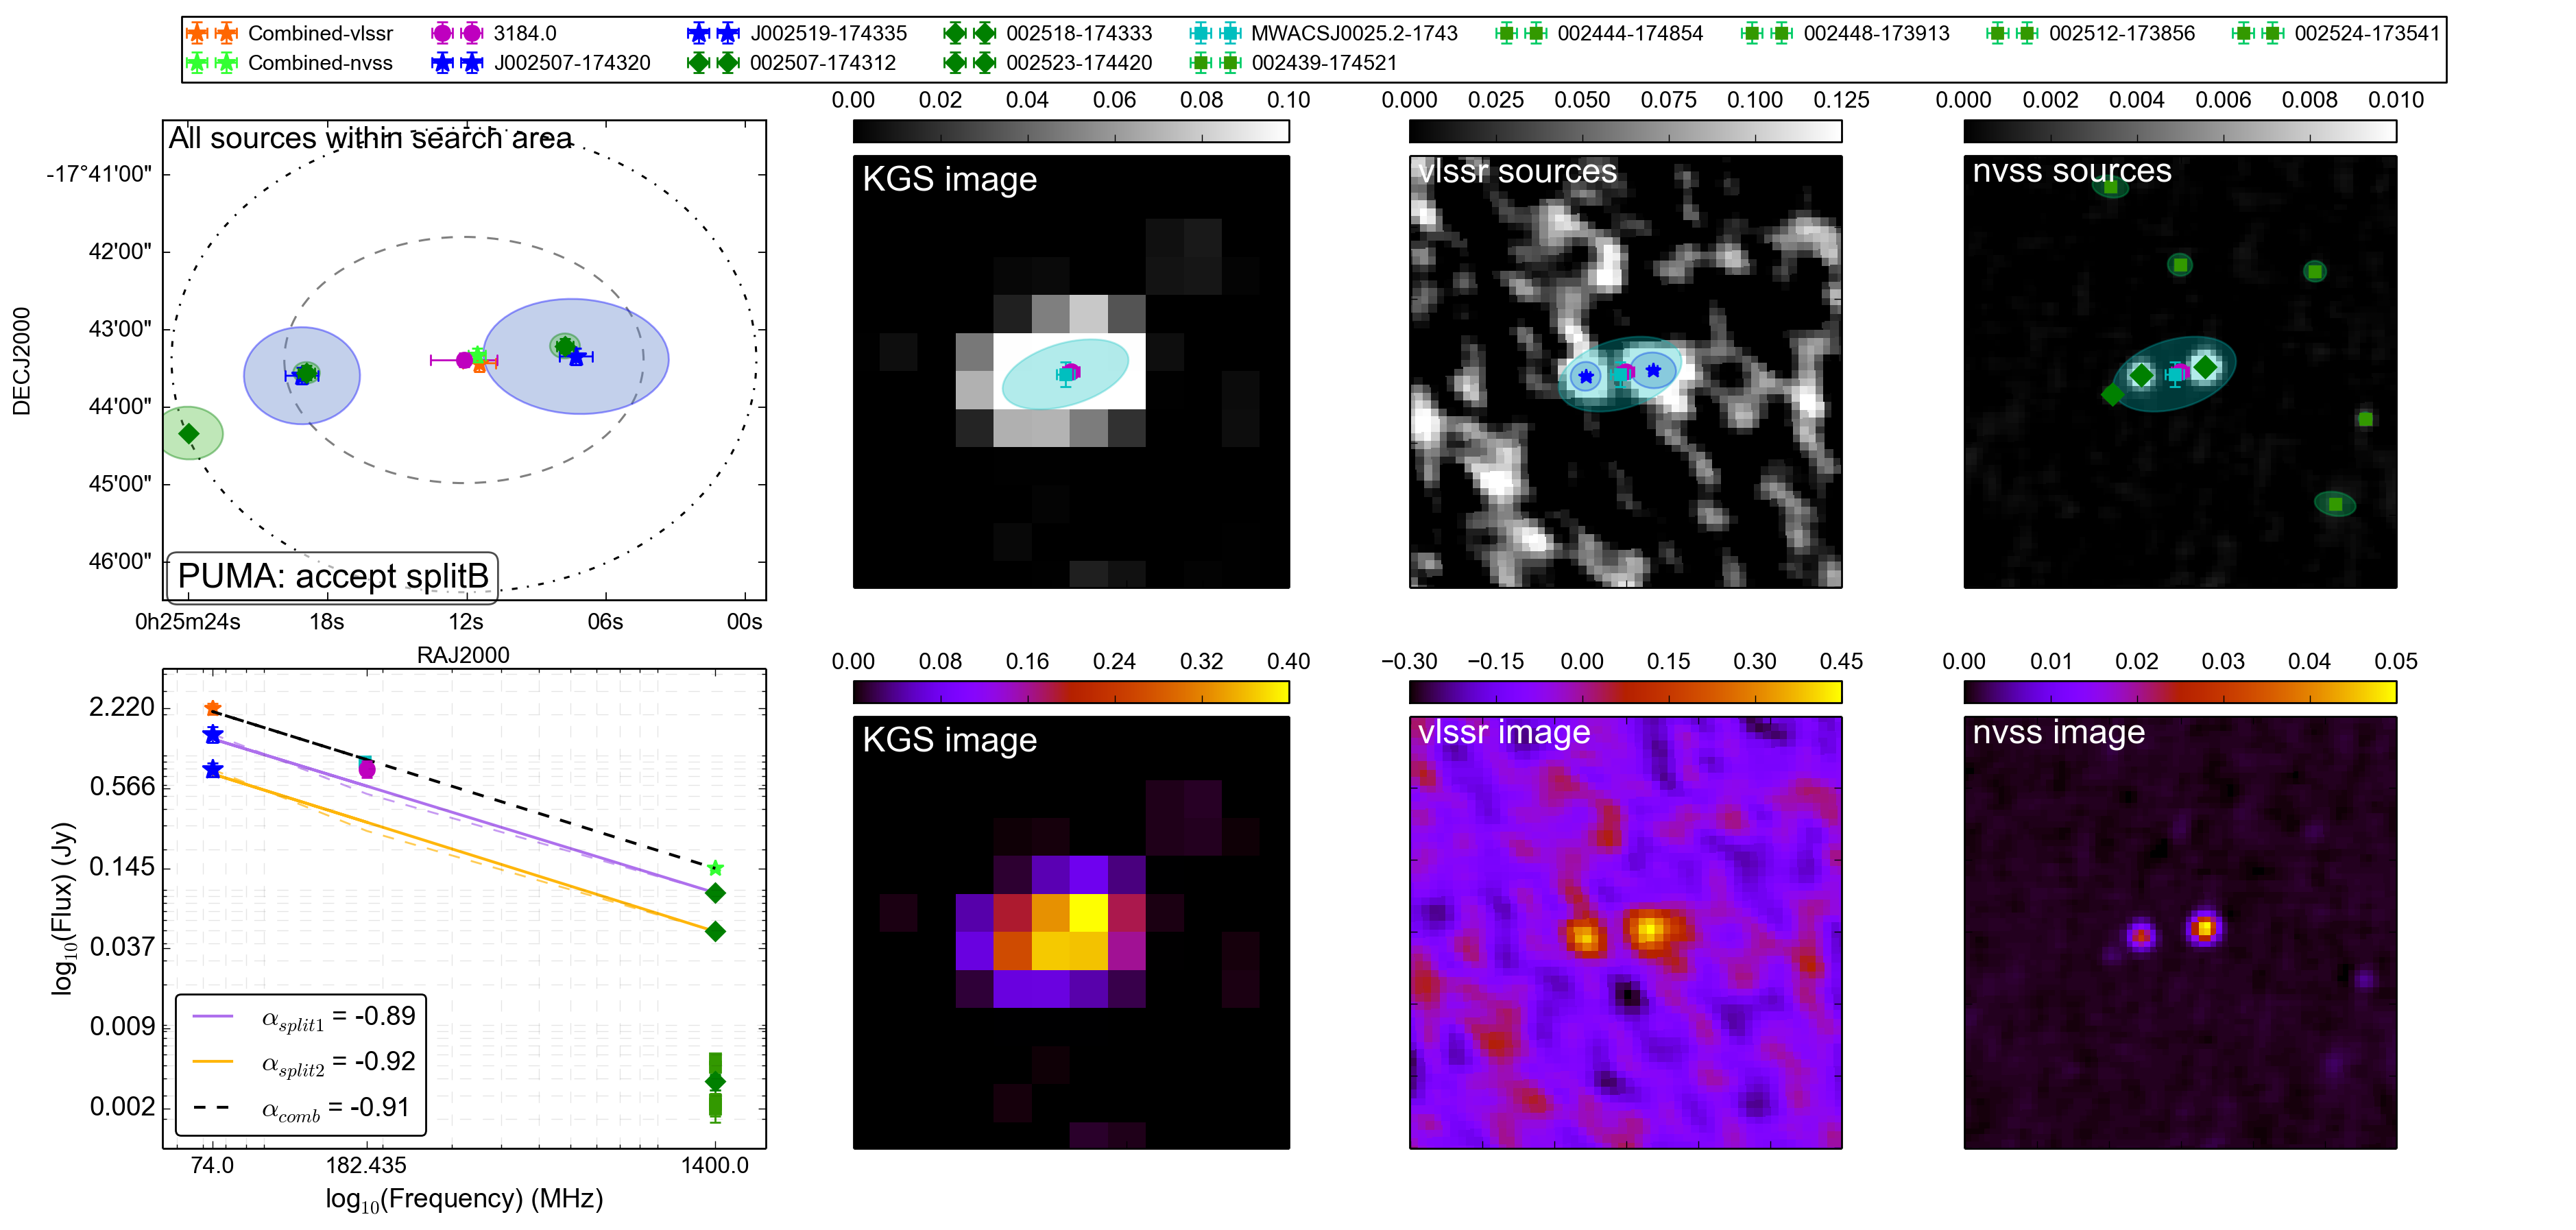 Combined-vlssr 3184.0 J002519-174335 002518-174333 MWACSJ0025.2-1743 002444-174854 002448-173913 002512-173856 002524-173541
Combined-nvss J002507-174320 002507-174312 002523-174420 002439-174521
0.00 0.02 0.04 0.06 0.08 0.10
0.000 0.025 0.050 0.075 0.100 0.125
0.000 0.002 0.004 0.006 0.008 0.010
All sources within search area
-17°41'00"
42'00"
43'00"
44'00"
45'00"
46'00"
DECJ2000
PUMA: accept splitB
0h25m24s 18s 12s 06s 00s
RAJ2000
KGS image
vlssr sources
nvss sources
0.00 0.08 0.16 0.24 0.32 0.40
−0.30 −0.15 0.00 0.15 0.30 0.45
0.00 0.01 0.02 0.03 0.04 0.05
2.220
0.566
0.145
0.037
0.009
0.002
log10(Flux) (Jy)
αsplit1 = -0.89
αsplit2 = -0.92
αcomb = -0.91
74.0 182.435 1400.0
log10(Frequency) (MHz)
KGS image
vlssr image
nvss image